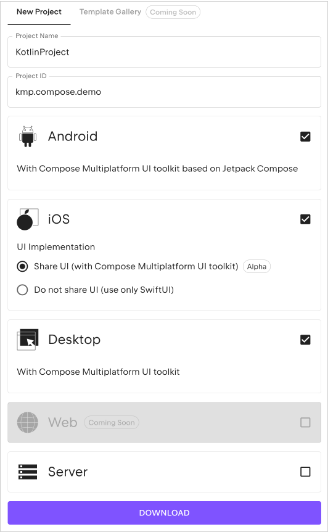 New Project
Template Gallery
Coming Soon
Project Name
KotlinProject
Project ID
kmp.compose.demo
Android
With Compose Multiplatform UI toolkit based on Jetpack Compose
iOS
UI Implementation
Share UI (with Compose Multiplatform UI toolkit) Alpha
Do not share UI (use only SwiftUI)
Desktop
With Compose Multiplatform UI toolkit
Web Coming Soon
Server
DOWNLOAD